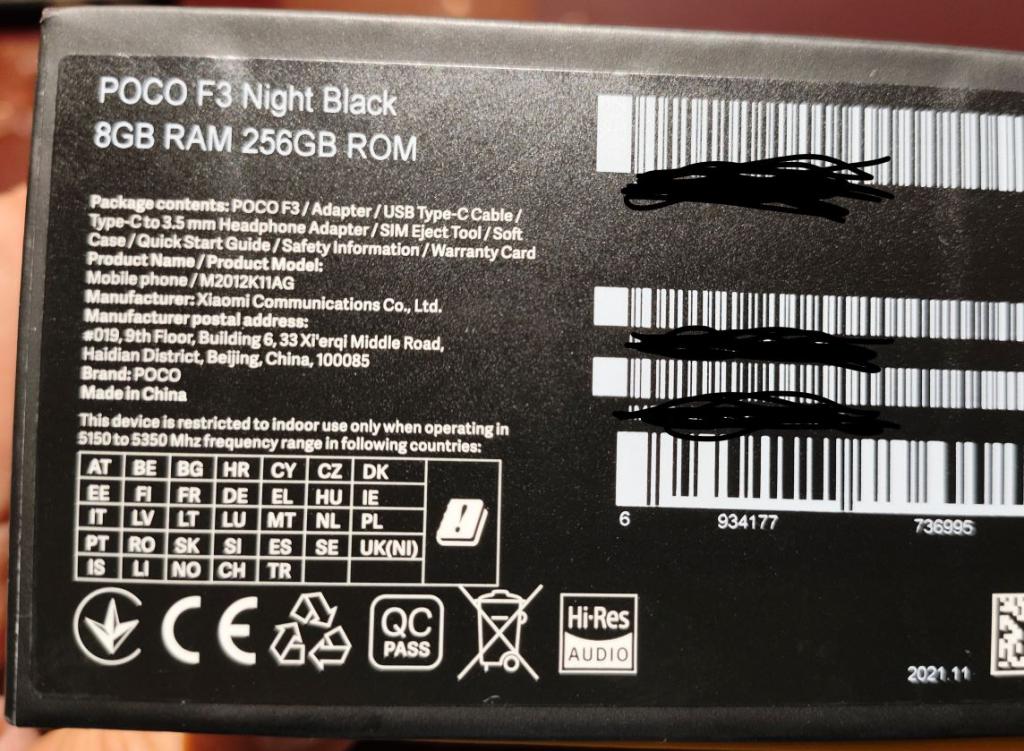 POCO F3 Night Black
8GB RAM 256GB ROM
Package contents: POCO F3 / Adapter / USB Type-C Cable /
Type-C to 3.5 mm Headphone Adapter / SIM Eject Tool / Soft
Case / Quick Start Guide / Safety Information / Warranty Card
Product Name / Product Model:
Mobile phone / M2012K11AG
Manufacturer: Xiaomi Communications Co., Ltd.
Manufacturer postal address:
#019, 9th Floor, Building 6, 33 Xi'erqi Middle Road,
Haidian District, Beijing, China, 100085
Brand: POCO
Made in China
This device is restricted to indoor use only when operating in
5150 to 5350 Mhz frequency range in following countries:
AT BE BG HR CY CZ DK
EE FI FR DE EL HU IE
IT LV LT LU MT NL PL
PT RO SK SI ES SE UK(NI)
IS LI NO CH TR
CE
QC
PASS
Hi-Res
AUDIO
6 934177 736995
2021.11